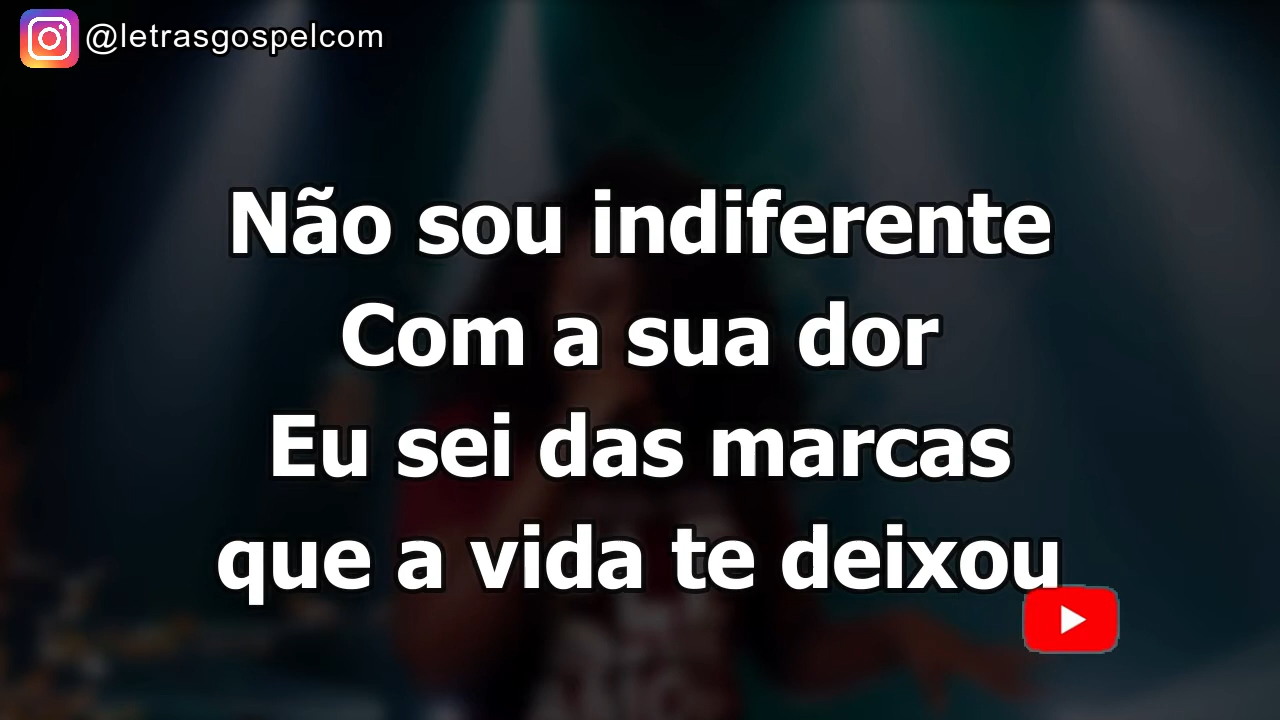 @letrasgospelcom
Não sou indiferente
Com a sua dor
Eu sei das marcas
que a vida te deixou